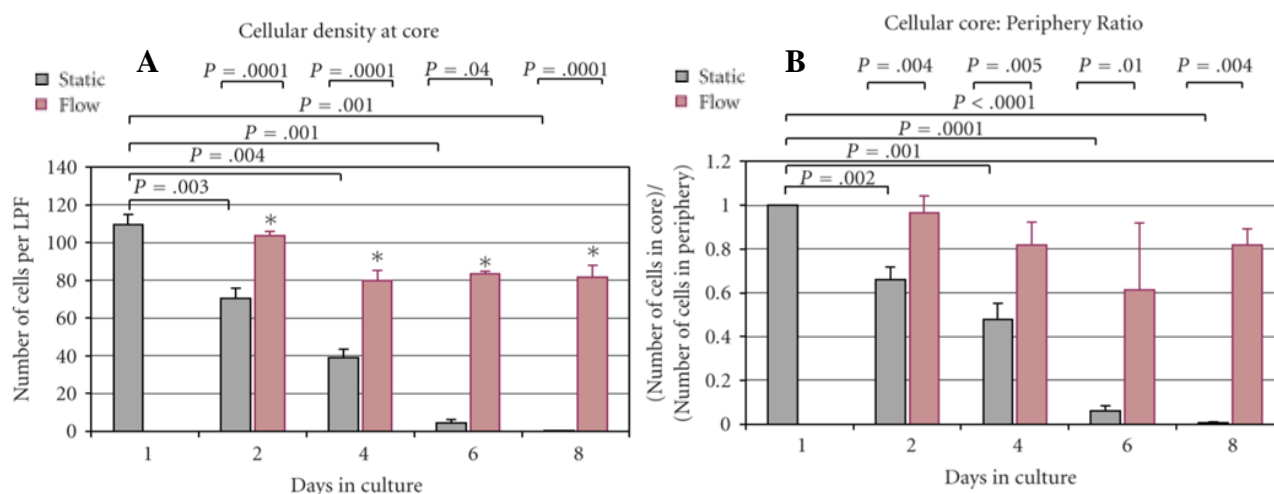 Cellular density at core
A
Static
Flow
P = .0001
P = .0001
P = .04
P = .0001
P = .001
P = .001
P = .004
P = .003
140
120
100
80
60
40
20
0
Number of cells per LPF
*
*
*
*
1
2
4
6
8
Days in culture
Cellular core: Periphery Ratio
B
Static
Flow
P = .004
P = .005
P = .01
P = .004
P < .0001
P = .0001
P = .001
P = .002
1.2
1
0.8
0.6
0.4
0.2
0
(Number of cells in core)/
(Number of cells in periphery)
1
2
4
6
8
Days in culture